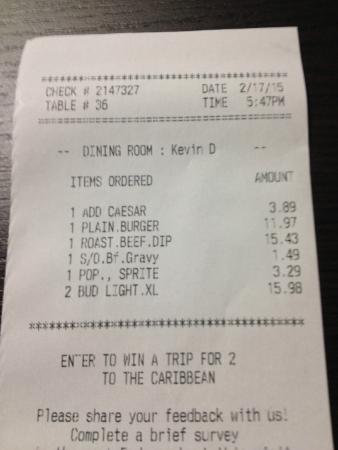 ****************************************
CHECK # 2147327 DATE 2/17/15
TABLE # 36 TIME 5:47PM
========================================
-- DINING ROOM : Kevin D --
ITEMS ORDERED AMOUNT
1 ADD CAESAR 3.89
1 PLAIN.BURGER 11.97
1 ROAST.BEEF.DIP 15.43
1 S/O.Bf.Gravy 1.49
1 POP., SPRITE 3.29
2 BUD LIGHT.XL 15.98
****************************************
ENTER TO WIN A TRIP FOR 2
TO THE CARIBBEAN
Please share your feedback with us!
Complete a brief survey